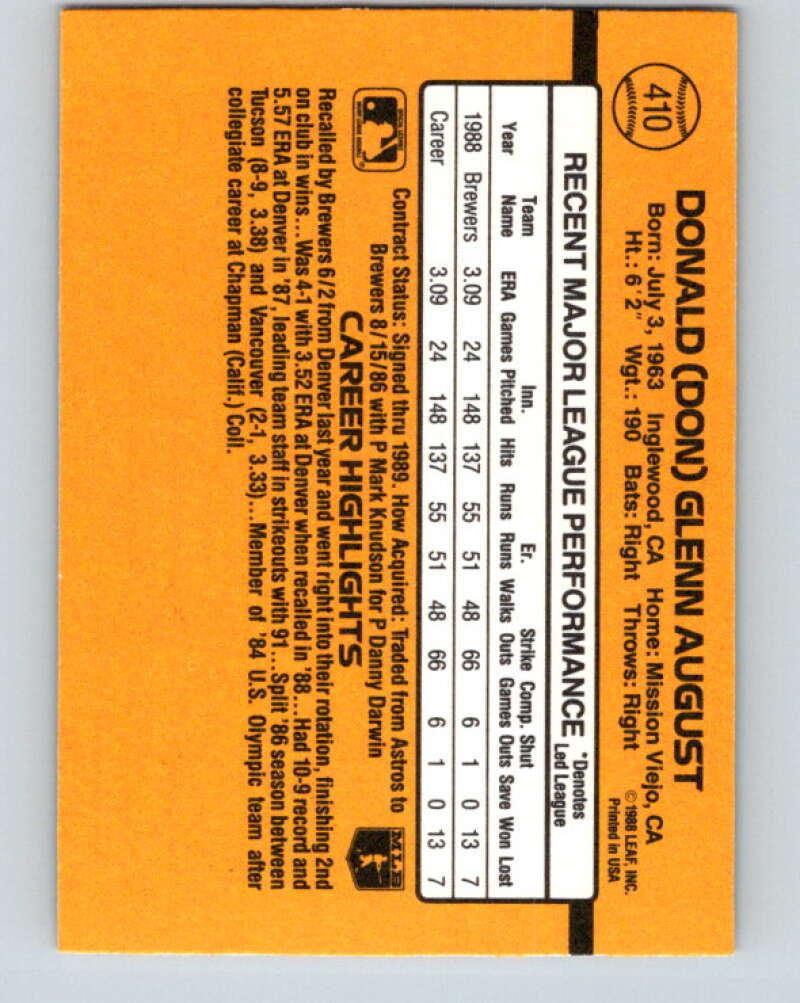 410
DONALD (DON) GLENN AUGUST
Born: July 3, 1963 Inglewood, CA Home: Mission Viejo, CA
Ht.: 6'2" Wgt.: 190 Bats: Right Throws: Right
© 1988 LEAF, INC.
Printed in USA
RECENT MAJOR LEAGUE PERFORMANCE
*Denotes
Led League
Team Inn. Er. Strike Comp. Shut
Year Name ERA Games Pitched Hits Runs Runs Walks Outs Games Outs Save Won Lost
1988 Brewers 3.09 24 148 137 55 51 48 66 6 1 0 13 7
Career 3.09 24 148 137 55 51 48 66 6 1 0 13 7
Contract Status: Signed thru 1989. How Acquired: Traded from Astros to
Brewers 8/15/86 with P Mark Knudson for P Danny Darwin
MLB
CAREER HIGHLIGHTS
Recalled by Brewers 6/2 from Denver last year and went right into their rotation, finishing 2nd
on club in wins... Was 4-1 with 3.52 ERA at Denver when recalled in '88... Had 10-9 record and
5.57 ERA at Denver in '87, leading team staff in strikeouts with 91... Split '86 season between
Tucson (8-9, 3.38) and Vancouver (2-1, 3.33)... Member of '84 U.S. Olympic team after
collegiate career at Chapman (Calif.) Coll.